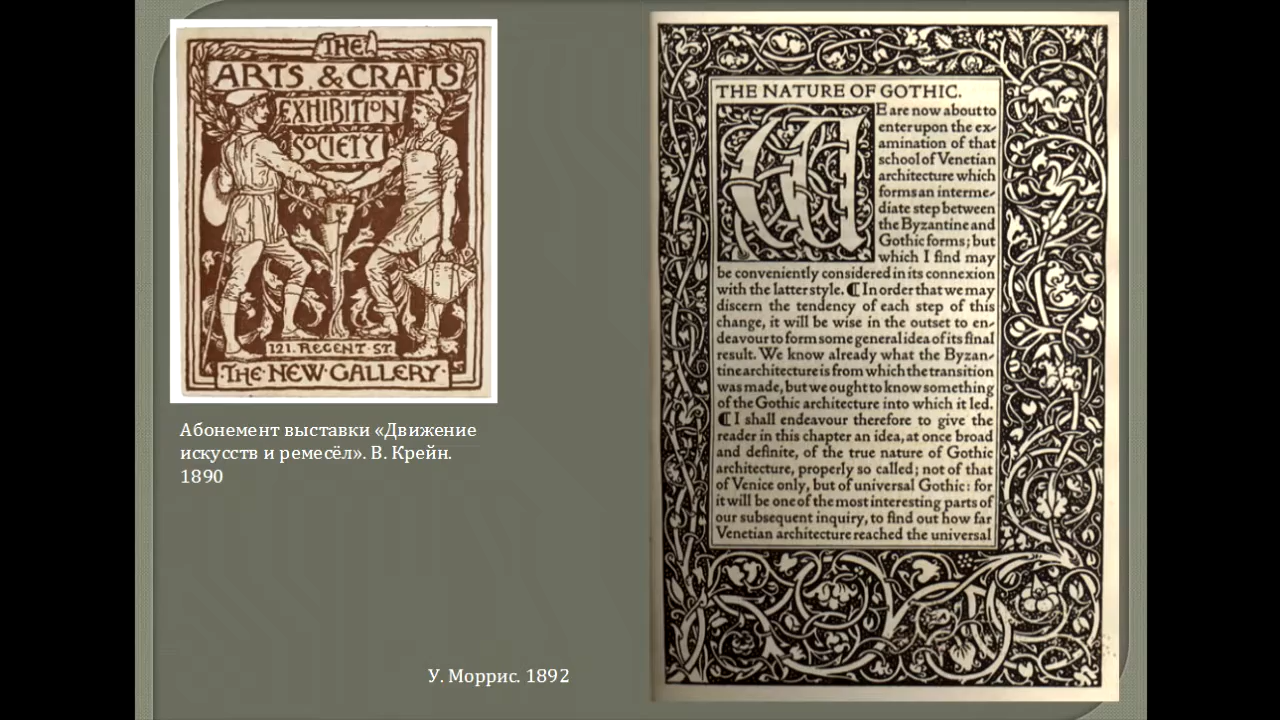 THE
ARTS & CRAFTS
EXHIBITION
SOCIETY
121. REGENT · ST.
THE · NEW · GALLERY ·
Абонемент выставки «Движение
искусств и ремесёл». В. Крейн.
1890
У. Моррис. 1892
THE NATURE OF GOTHIC.
WE are now about to
enter upon the ex-
amination of that
school of Venetian
architecture which
forms an interme-
diate step between
the Byzantine and
Gothic forms; but
which I find may
be conveniently considered in its connexion
with the latter style. ⁋ In order that we may
discern the tendency of each step of this
change, it will be wise in the outset to en-
deavour to form some general idea of its final
result. We know already what the Byzan-
tine architecture is from which the transition
was made, but we ought to know something
of the Gothic architecture into which it led.
⁋ I shall endeavour therefore to give the
reader in this chapter an idea, at once broad
and definite, of the true nature of Gothic
architecture, properly so called; not of that
of Venice only, but of universal Gothic: for
it will be one of the most interesting parts of
our subsequent inquiry, to find out how far
Venetian architecture reached the universal